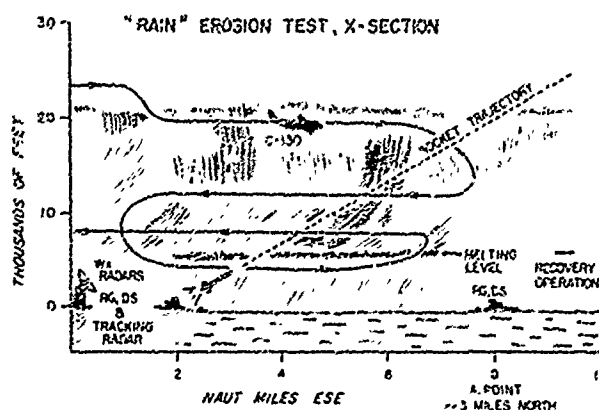 "RAIN" EROSION TEST, X-SECTION
30
20
10
0
THOUSANDS OF FEET
C-130
ROCKET TRAJECTORY
WX RADARS
RG, DS
&
TRACKING
RADAR
MELTING
LEVEL
RECOVERY
OPERATION
RG, DS
2
4
6
NAUT MILES ESE
A. POINT
~3 MILES NORTH